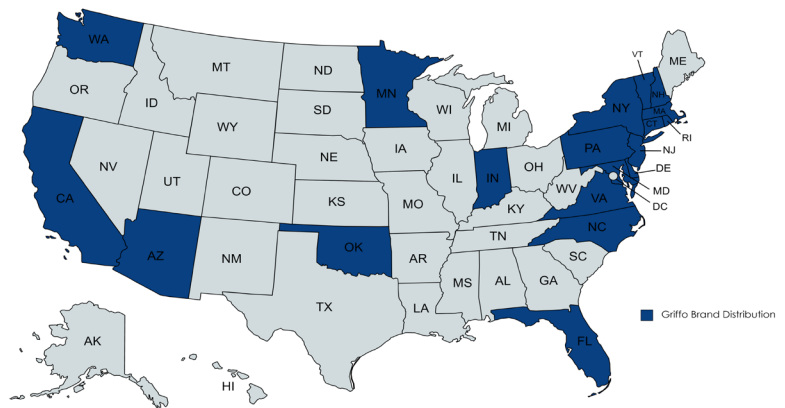 WA
MT
ND
MN
VT
ME
OR
ID
SD
WI
MI
NY
NH
MA
CT
RI
WY
IA
NE
PA
NJ
NV
UT
CO
IL
IN
OH
DE
MD
DC
CA
KS
MO
KY
WV
VA
NC
AZ
NM
OK
AR
TN
SC
TX
LA
MS
AL
GA
FL
Griffo Brand Distribution
AK
HI